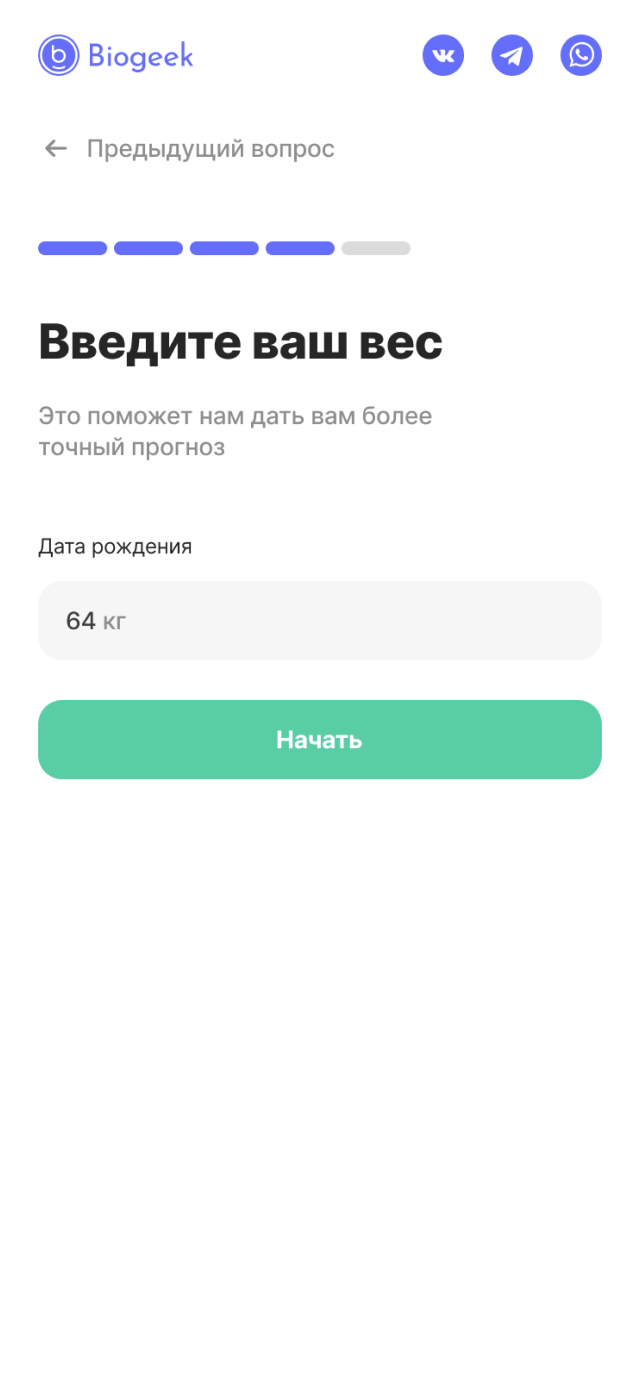 Biogeek
Предыдущий вопрос
Введите ваш вес
Это поможет нам дать вам более
точный прогноз
Дата рождения
64 кг
Начать